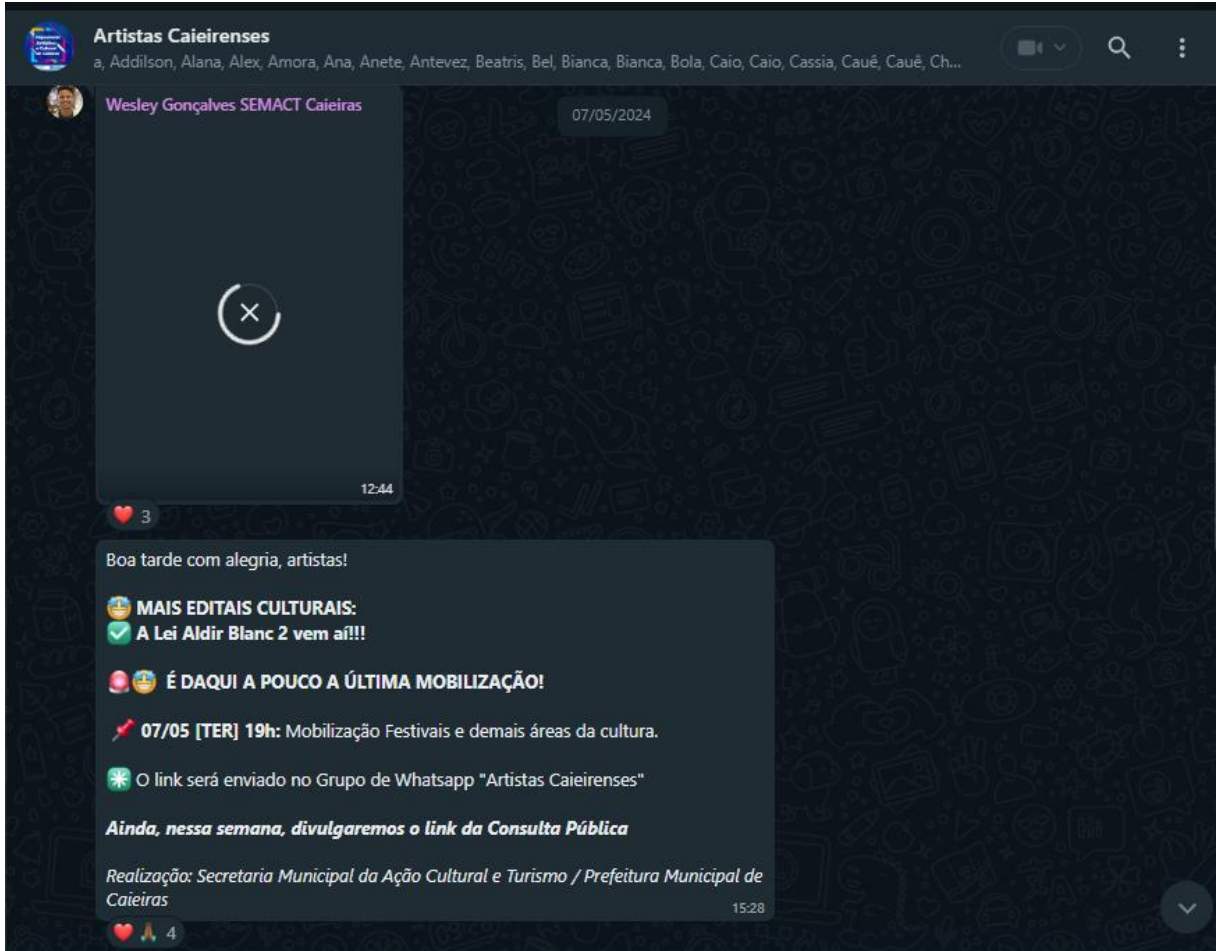 Artistas Caieirenses
a, Addilson, Alana, Alex, Amora, Ana, Anete, Antevez, Beatris, Bel, Bianca, Bianca, Bola, Caio, Caio, Cassia, Cauê, Cauê, Ch...
Wesley Gonçalves SEMACT Caieiras
07/05/2024
12:44
❤️ 3
Boa tarde com alegria, artistas!
🤩 MAIS EDITAIS CULTURAIS:
✅ A Lei Aldir Blanc 2 vem aí!!!
🚨🤩 É DAQUI A POUCO A ÚLTIMA MOBILIZAÇÃO!
📌 07/05 [TER] 19h: Mobilização Festivais e demais áreas da cultura.
✳️ O link será enviado no Grupo de Whatsapp "Artistas Caieirenses"
Ainda, nessa semana, divulgaremos o link da Consulta Pública
Realização: Secretaria Municipal da Ação Cultural e Turismo / Prefeitura Municipal de
Caieiras
15:28
❤️🙏🏾 4